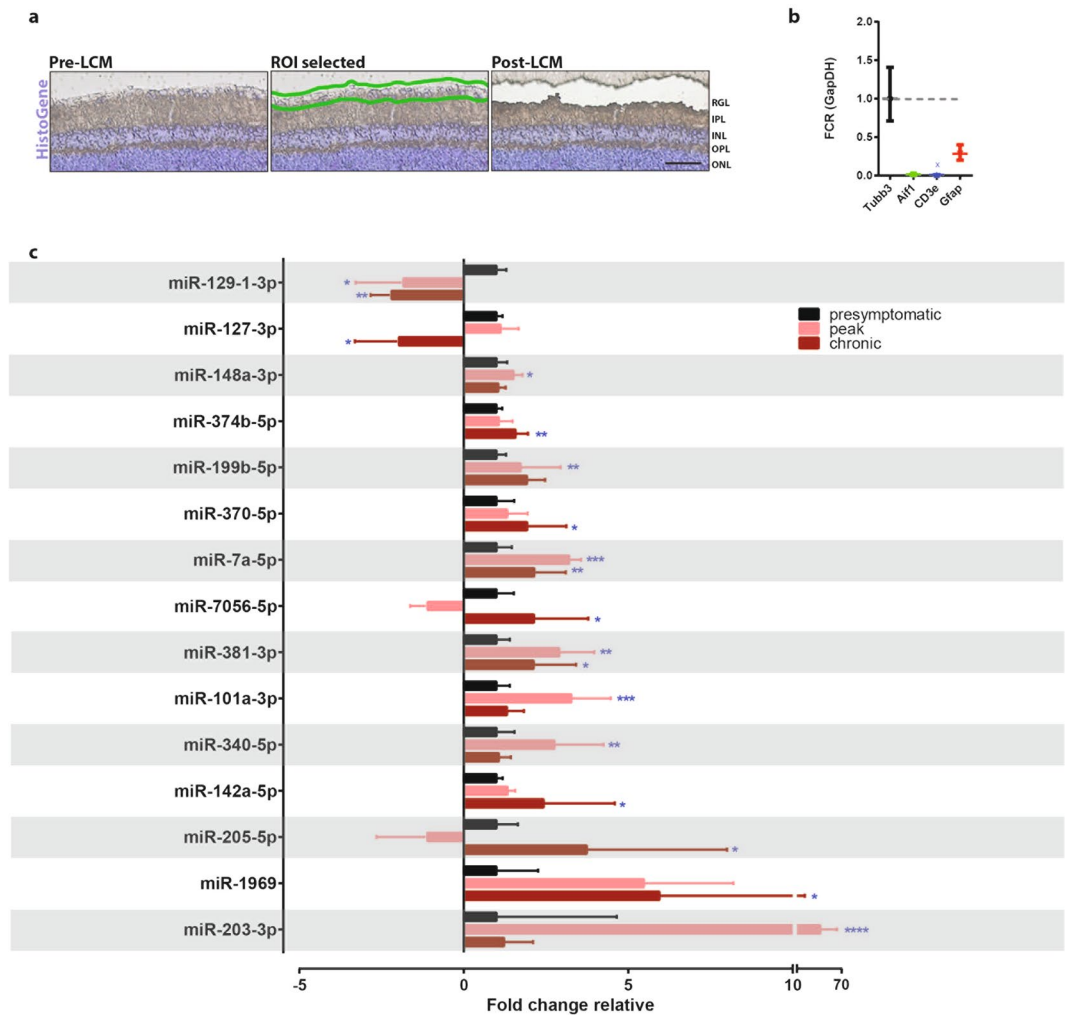 a
Pre-LCM
ROI selected
Post-LCM
HistoGene
RGL
IPL
INL
OPL
ONL
b
FCR (GapDH)
2.0
1.5
1.0
0.5
0.0
x
Tubb3
Aif1
CD3e
Gfap
c
presymptomatic
peak
chronic
miR-129-1-3p
*
**
miR-127-3p
*
miR-148a-3p
*
miR-374b-5p
**
miR-199b-5p
**
miR-370-5p
*
miR-7a-5p
***
**
miR-7056-5p
*
miR-381-3p
**
*
miR-101a-3p
***
miR-340-5p
**
miR-142a-5p
*
miR-205-5p
*
miR-1969
*
miR-203-3p
****
-5 0 5 10 70
Fold change relative